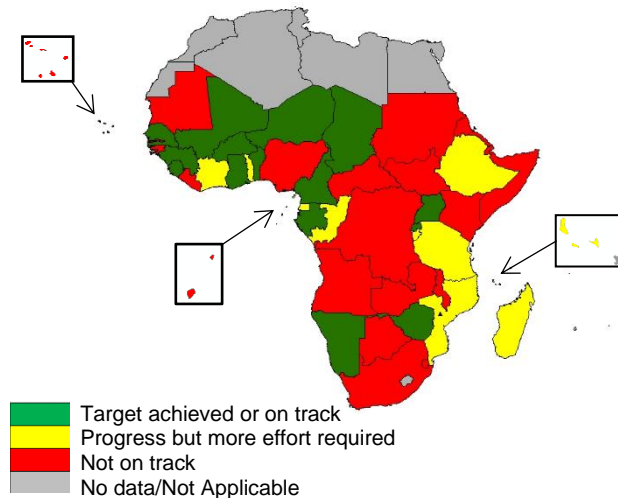 Target achieved or on track
Progress but more effort required
Not on track
No data/Not Applicable